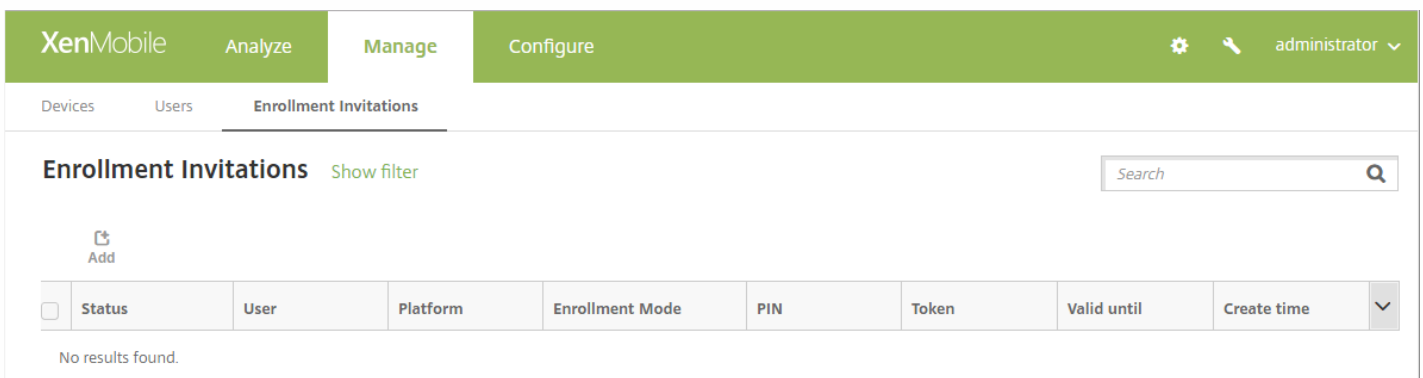 XenMobile Analyze Manage Configure administrator
Devices Users Enrollment Invitations
Enrollment Invitations Show filter Search
Add
Status User Platform Enrollment Mode PIN Token Valid until Create time
No results found.